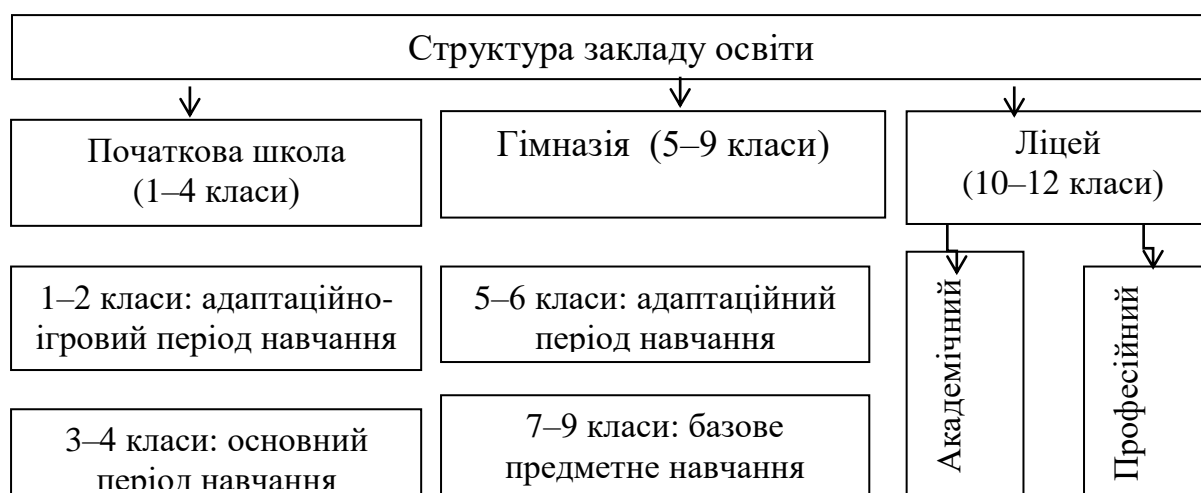 Структура закладу освіти
Початкова школа
(1–4 класи)
Гімназія (5–9 класи)
Ліцей
(10–12 класи)
1–2 класи: адаптаційно-
ігровий період навчання
5–6 класи: адаптаційний
період навчання
Академічний
Професійний
3–4 класи: основний
період навчання
7–9 класи: базове
предметне навчання